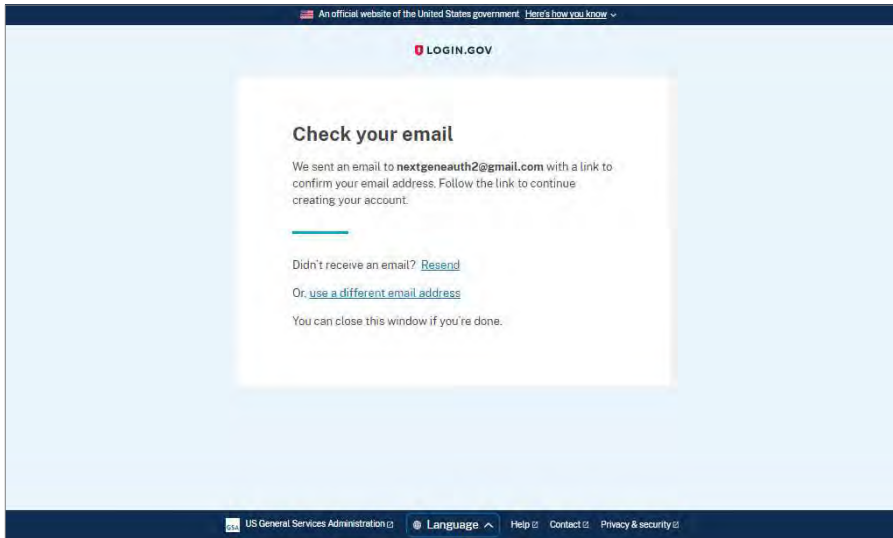 An official website of the United States government Here's how you know
LOGIN.GOV
Check your email
We sent an email to nextgeneauth2@gmail.com with a link to
confirm your email address. Follow the link to continue
creating your account.
Didn't receive an email? Resend
Or, use a different email address
You can close this window if you're done.
GSA US General Services Administration Language Help Contact Privacy & security